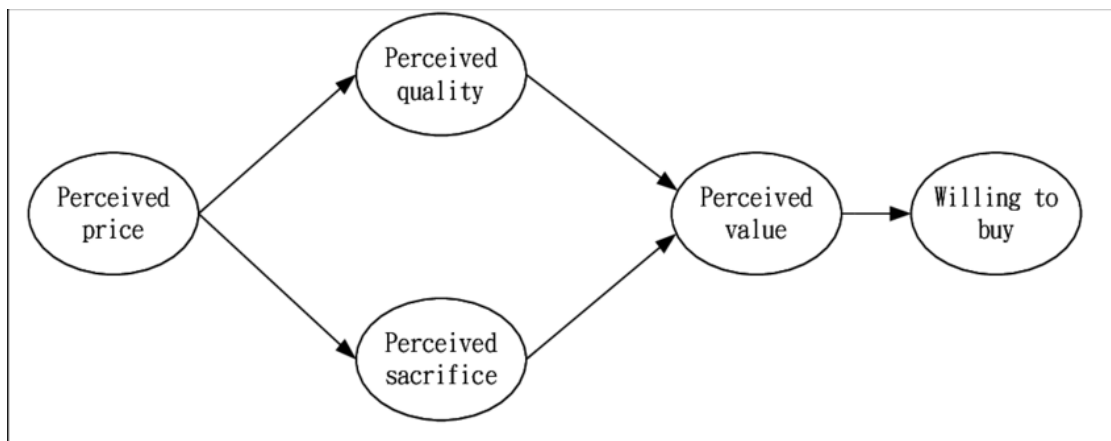 Perceived
quality
Perceived
price
Perceived
value
Willing to
buy
Perceived
sacrifice